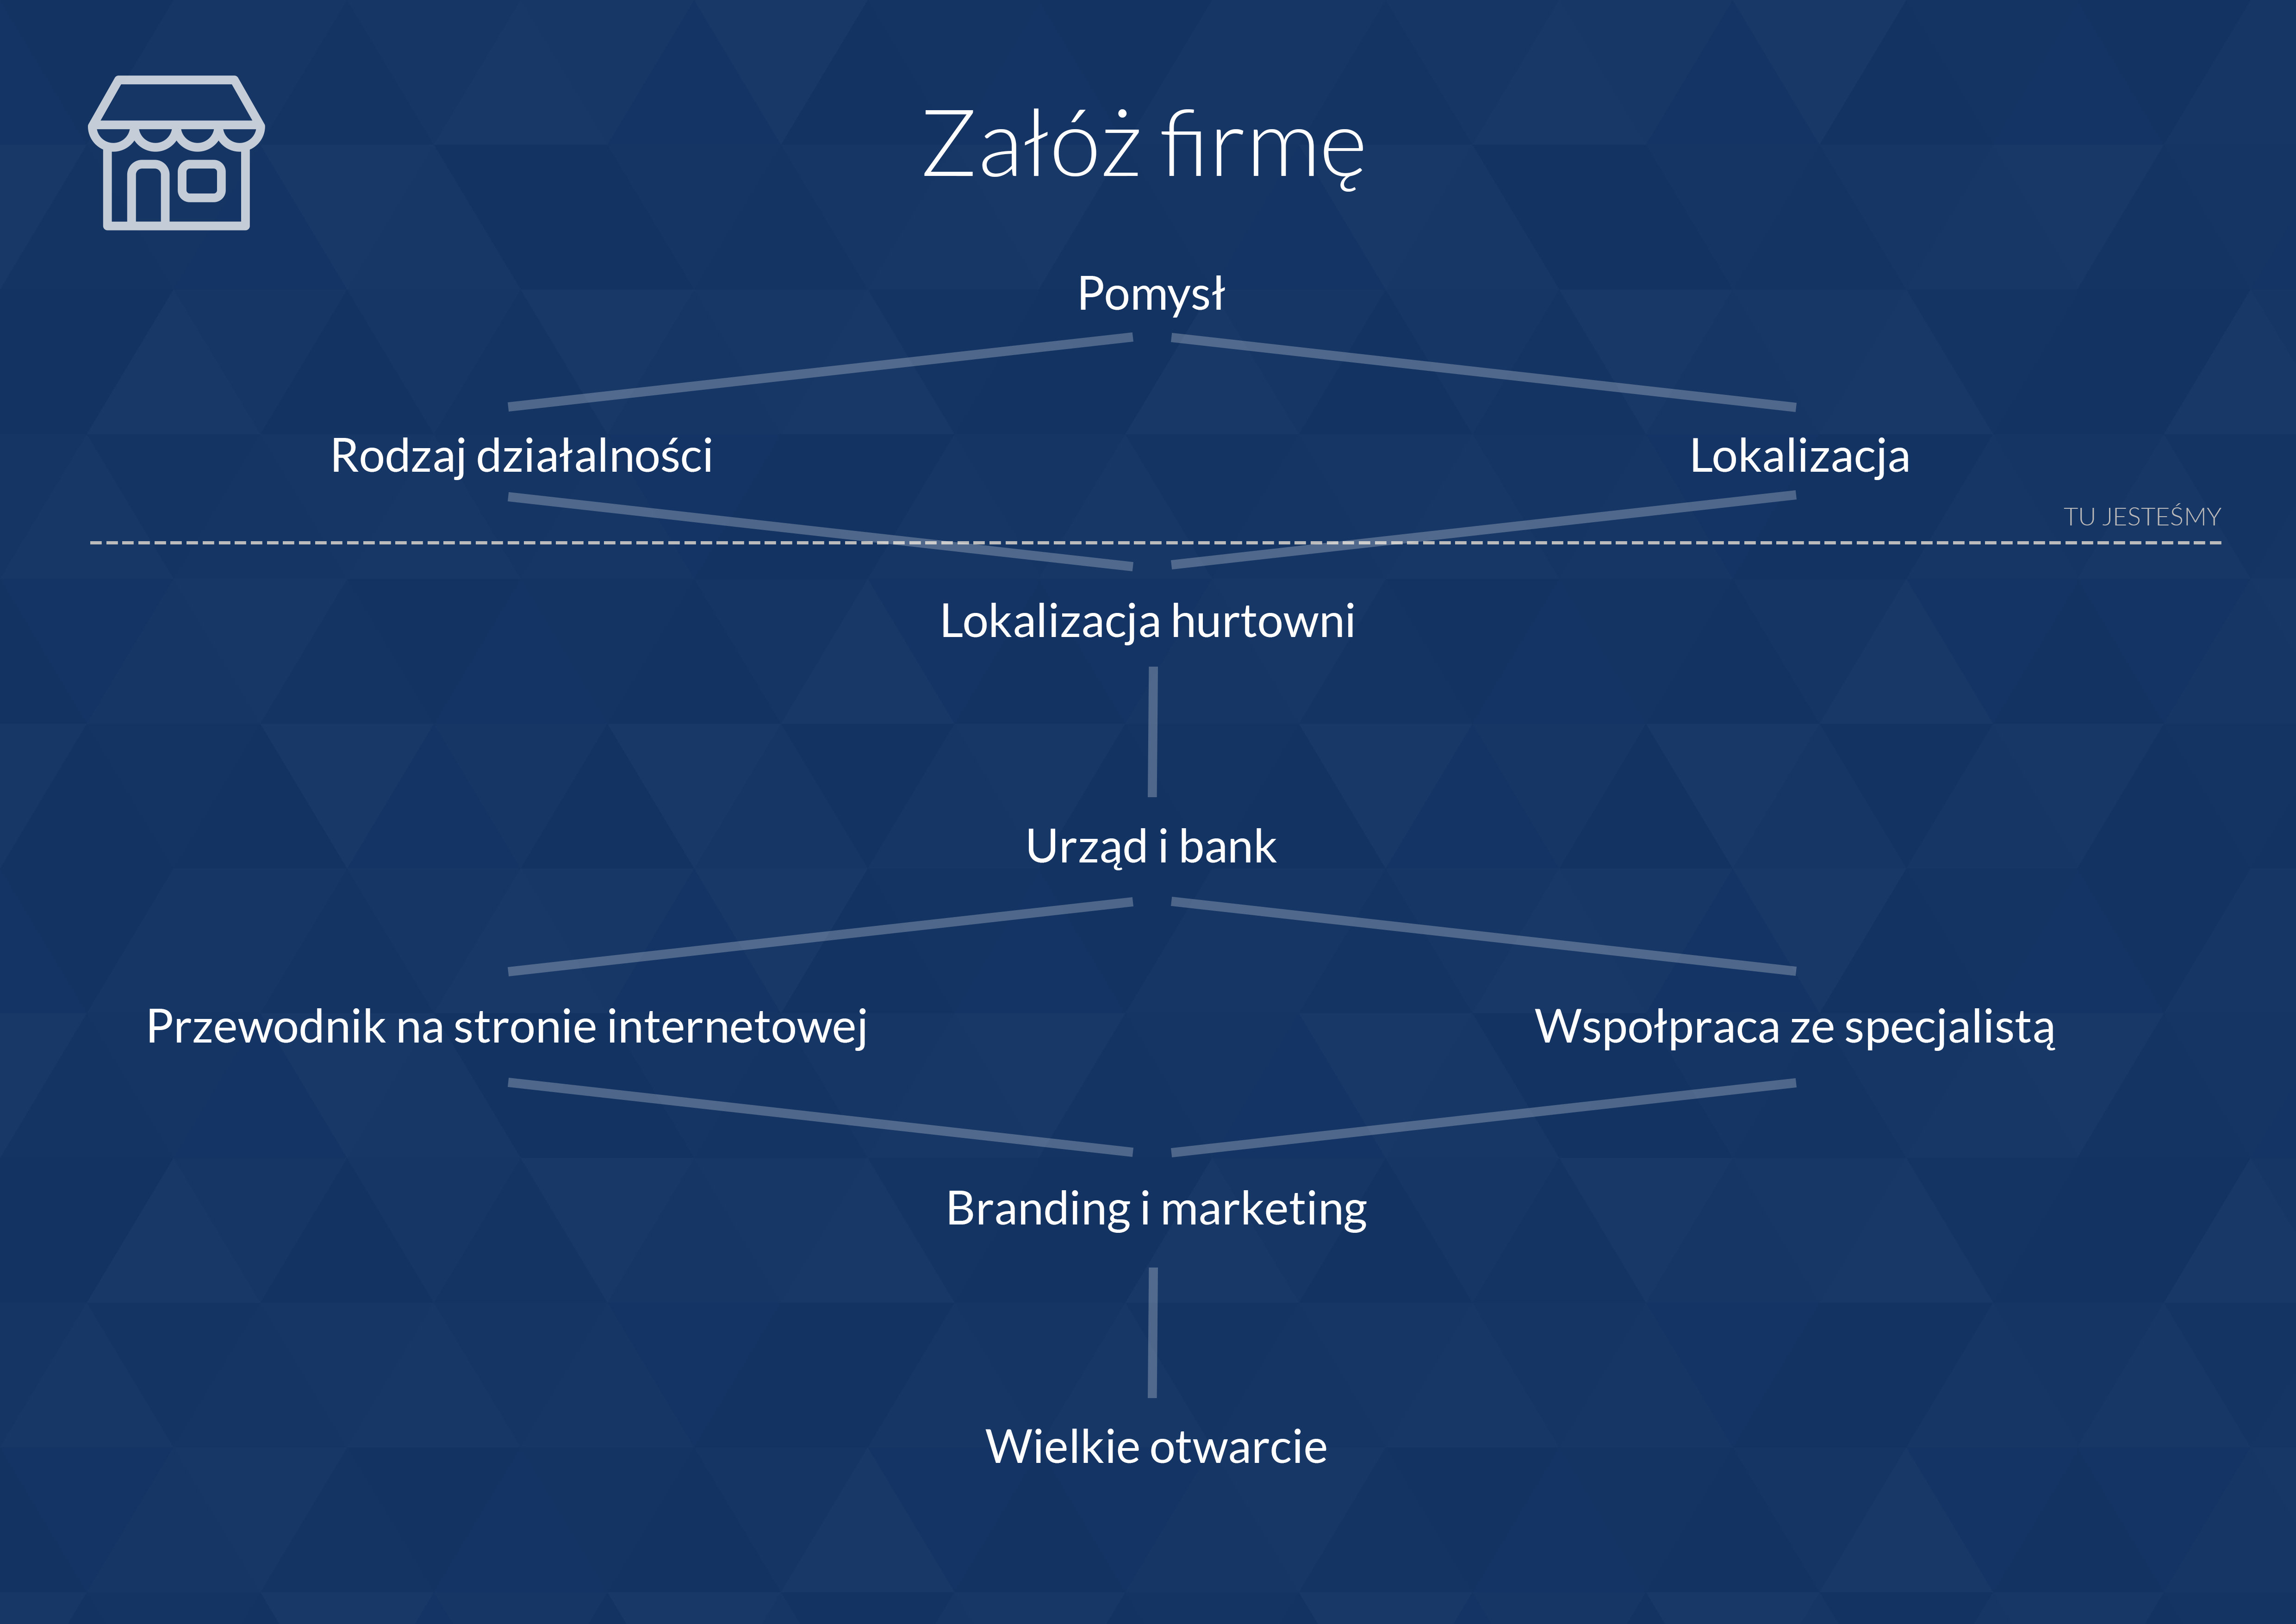 Załóż firmę
Pomysł
Rodzaj działalności
Lokalizacja
TU JESTEŚMY
Lokalizacja hurtowni
Urząd i bank
Przewodnik na stronie internetowej
Wspołpraca ze specjalistą
Branding i marketing
Wielkie otwarcie